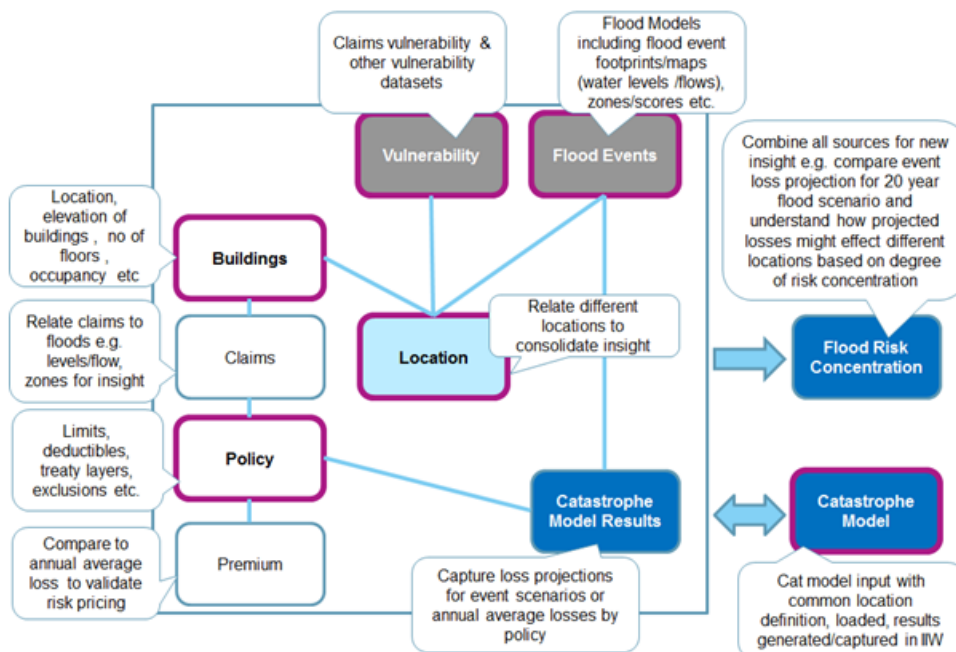 Claims vulnerability &
other vulnerability
datasets
Flood Models
including flood event
footprints/maps
(water levels /flows),
zones/scores etc.
Vulnerability
Flood Events
Combine all sources for new
insight e.g. compare event
loss projection for 20 year
flood scenario and
understand how projected
losses might effect different
locations based on degree
of risk concentration
Location,
elevation of
buildings , no of
floors ,
occupancy etc
Buildings
Relate claims to
floods e.g.
levels/flow,
zones for insight
Claims
Location
Relate different
locations to
consolidate insight
Flood Risk
Concentration
Limits,
deductibles,
treaty layers,
exclusions etc.
Policy
Catastrophe
Model Results
Catastrophe
Model
Compare to
annual average
loss to validate
risk pricing
Premium
Capture loss projections
for event scenarios or
annual average losses by
policy
Cat model input with
common location
definition, loaded, results
generated/captured in IIW